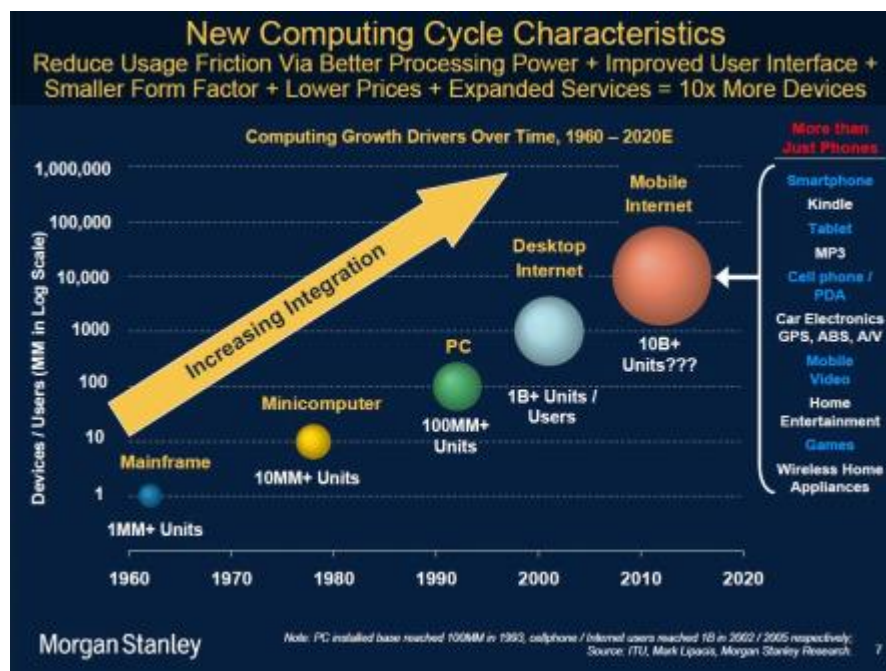 New Computing Cycle Characteristics
Reduce Usage Friction Via Better Processing Power + Improved User Interface +
Smaller Form Factor + Lower Prices + Expanded Services = 10x More Devices
Computing Growth Drivers Over Time, 1960 – 2020E
More than
Just Phones
Devices / Users (MM in Log Scale)
1,000,000
100,000
10,000
1000
100
10
1
Increasing Integration
Mainframe
1MM+ Units
Minicomputer
10MM+ Units
PC
100MM+
Units
Desktop
Internet
1B+ Units /
Users
Mobile
Internet
10B+
Units???
Smartphone
Kindle
Tablet
MP3
Cell phone /
PDA
Car Electronics
GPS, ABS, A/V
Mobile
Video
Home
Entertainment
Games
Wireless Home
Appliances
1960
1970
1980
1990
2000
2010
2020
Morgan Stanley
Note: PC installed base reached 100MM in 1993, cellphone / Internet users reached 1B in 2002 / 2005 respectively;
Source: ITU, Mark Lipacis, Morgan Stanley Research.
7